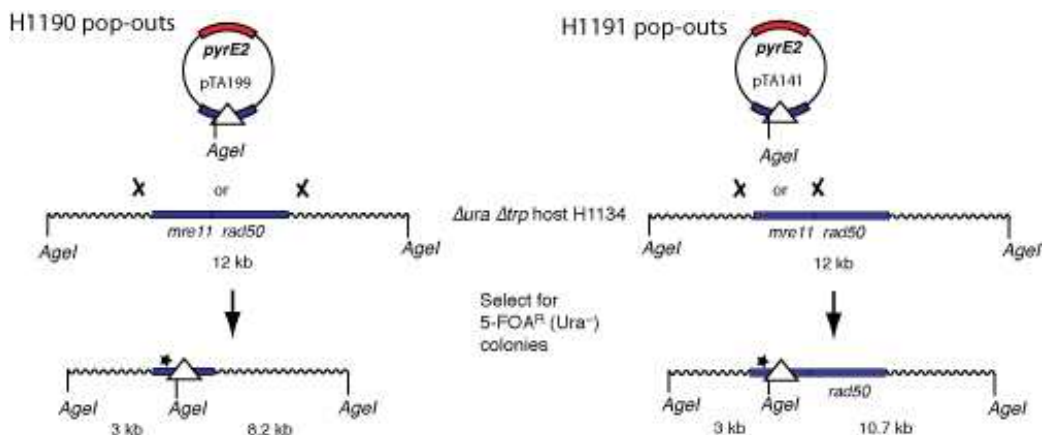 H1190 pop-outs
pyrE2
pTA199
AgeI
or
mre11 rad50
AgeI
AgeI
12 kb
AgeI
AgeI
AgeI
3 kb
8.2 kb
Δura Δtrp host H1134
Select for
5-FOAᴿ (Ura⁻)
colonies
H1191 pop-outs
pyrE2
pTA141
AgeI
or
mre11 rad50
AgeI
AgeI
12 kb
rad50
AgeI
AgeI
AgeI
3 kb
10.7 kb